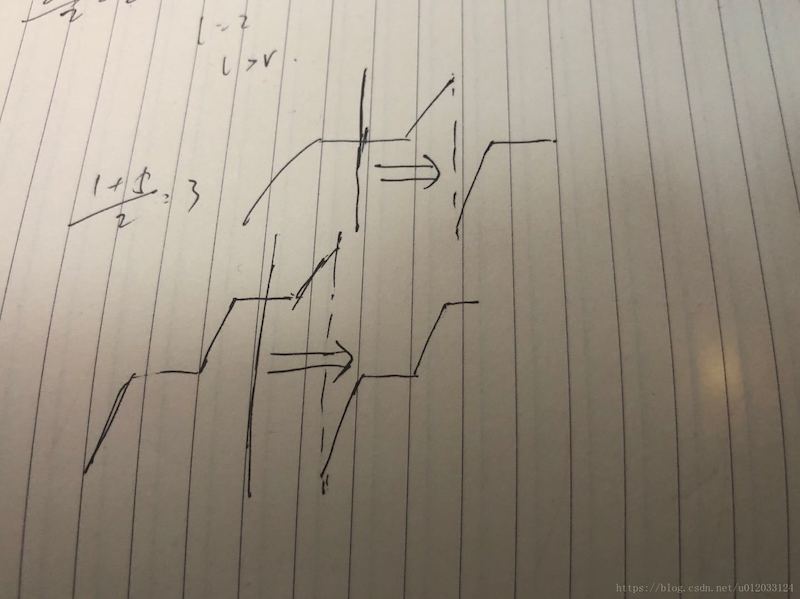 l = 2
l > r.
1 + 5
/ 2 = 3
https://blog.csdn.net/u012033124